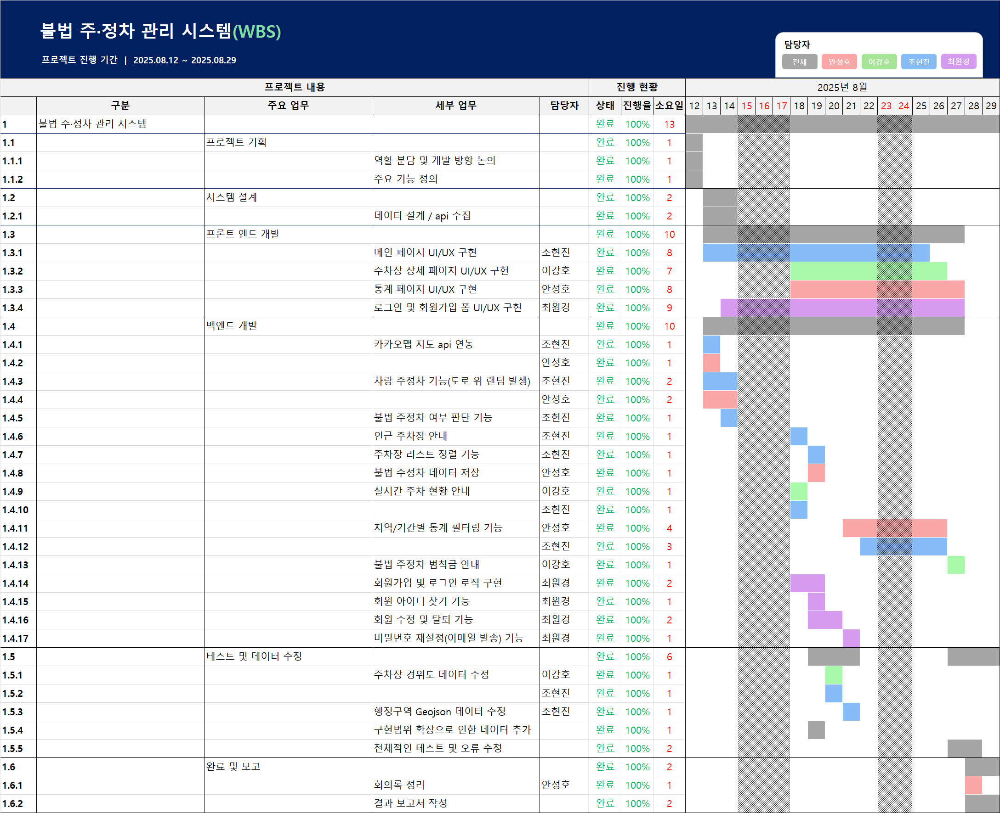 불법 주·정차 관리 시스템(WBS)
프로젝트 진행 기간 | 2025.08.12 ~ 2025.08.29
담당자
전체 안성호 이강호 조현진 최원경
프로젝트 내용 진행 현황 2025년 8월
구분 주요 업무 세부 업무 담당자 상태 진행율 소요일 12 13 14 15 16 17 18 19 20 21 22 23 24 25 26 27 28 29
1 불법 주·정차 관리 시스템 완료 100% 13
1.1 프로젝트 기획 완료 100% 1
1.1.1 역할 분담 및 개발 방향 논의 완료 100% 1
1.1.2 주요 기능 정의 완료 100% 1
1.2 시스템 설계 완료 100% 2
1.2.1 데이터 설계 / api 수집 완료 100% 2
1.3 프론트 엔드 개발 완료 100% 10
1.3.1 메인 페이지 UI/UX 구현 조현진 완료 100% 8
1.3.2 주차장 상세 페이지 UI/UX 구현 이강호 완료 100% 7
1.3.3 통계 페이지 UI/UX 구현 안성호 완료 100% 8
1.3.4 로그인 및 회원가입 폼 UI/UX 구현 최원경 완료 100% 9
1.4 백엔드 개발 완료 100% 10
1.4.1 카카오맵 지도 api 연동 조현진 완료 100% 1
1.4.2 안성호 완료 100% 1
1.4.3 차량 주정차 기능(도로 위 랜덤 발생) 조현진 완료 100% 2
1.4.4 안성호 완료 100% 2
1.4.5 불법 주정차 여부 판단 기능 조현진 완료 100% 1
1.4.6 인근 주차장 안내 조현진 완료 100% 1
1.4.7 주차장 리스트 정렬 기능 조현진 완료 100% 1
1.4.8 불법 주정차 데이터 저장 안성호 완료 100% 1
1.4.9 실시간 주차 현황 안내 이강호 완료 100% 1
1.4.10 조현진 완료 100% 1
1.4.11 지역/기간별 통계 필터링 기능 안성호 완료 100% 4
1.4.12 조현진 완료 100% 3
1.4.13 불법 주정차 범칙금 안내 이강호 완료 100% 1
1.4.14 회원가입 및 로그인 로직 구현 최원경 완료 100% 2
1.4.15 회원 아이디 찾기 기능 최원경 완료 100% 1
1.4.16 회원 수정 및 탈퇴 기능 최원경 완료 100% 2
1.4.17 비밀번호 재설정(이메일 발송) 기능 최원경 완료 100% 1
1.5 테스트 및 데이터 수정 완료 100% 6
1.5.1 주차장 경위도 데이터 수정 이강호 완료 100% 1
1.5.2 조현진 완료 100% 1
1.5.3 행정구역 Geojson 데이터 수정 조현진 완료 100% 1
1.5.4 구현범위 확장으로 인한 데이터 추가 완료 100% 1
1.5.5 전체적인 테스트 및 오류 수정 완료 100% 2
1.6 완료 및 보고 완료 100% 2
1.6.1 회의록 정리 안성호 완료 100% 1
1.6.2 결과 보고서 작성 완료 100% 2